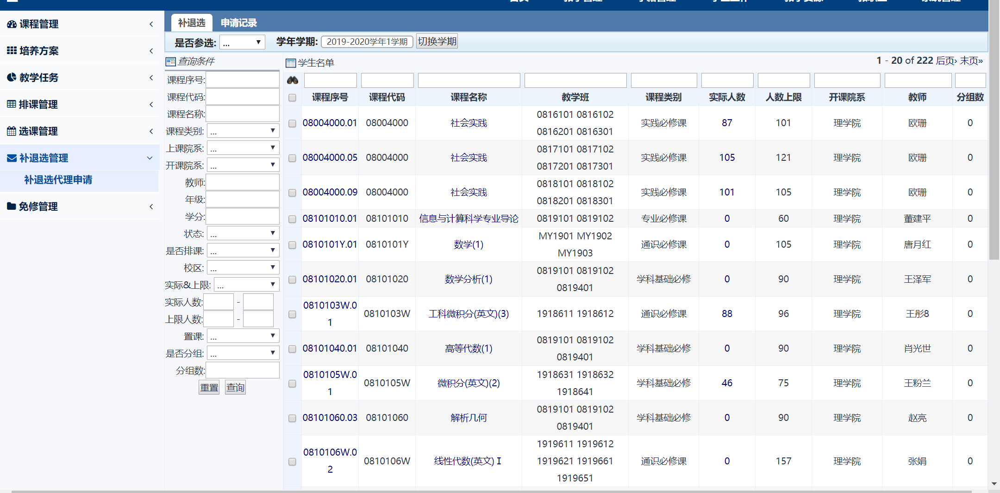 课程管理
培养方案
教学任务
排课管理
选课管理
补退选管理
补退选代理申请
免修管理
补退选 申请记录
是否参选: ... 学年学期: 2019-2020学年1学期 切换学期
查询条件
课程序号:
课程代码:
课程名称:
课程类别: ...
上课院系: ...
开课院系: ...
教师:
年级:
学分:
状态: ...
是否排课: ...
校区: ...
实际&上限: ...
实际人数: -
上限人数: -
置课: ...
是否分组: ...
分组数:
重置 查询
学生名单 1 - 20 of 222 后页› 末页»
课程序号 课程代码 课程名称 教学班 课程类别 实际人数 人数上限 开课院系 教师 分组数
0816101 0816102
08004000.01 08004000 社会实践 实践必修课 87 101 理学院 欧珊 0
0816201 0816301
0817101 0817102
08004000.05 08004000 社会实践 实践必修课 105 121 理学院 欧珊 0
0817201 0817301
0818101 0818102
08004000.09 08004000 社会实践 实践必修课 101 105 理学院 欧珊 0
0818201 0818301
08101010.01 08101010 信息与计算科学专业导论 0819101 0819102 专业必修课 0 60 理学院 董建平 0
MY1901 MY1902
0810101Y.01 0810101Y 数学(1) 通识必修课 0 105 理学院 唐月红 0
MY1903
0819101 0819102
08101020.01 08101020 数学分析(1) 学科基础必修 0 90 理学院 王泽军 0
0819401
0810103W.0
0810103W 工科微积分(英文)(3) 1918611 1918612 通识必修课 88 96 理学院 王彤8 0
1
0819101 0819102
08101040.01 08101040 高等代数(1) 学科基础必修 0 90 理学院 肖光世 0
0819401
0810105W.0 1918631 1918632
0810105W 微积分(英文)(2) 学科基础必修 46 75 理学院 王粉兰 0
1 1918641
0819101 0819102
08101060.03 08101060 解析几何 学科基础必修 0 90 理学院 赵亮 0
0819401
1919611 1919612
0810106W.0
0810106W 线性代数(英文) I 1919621 1919661 通识必修课 0 157 理学院 张娟 0
2
1919651